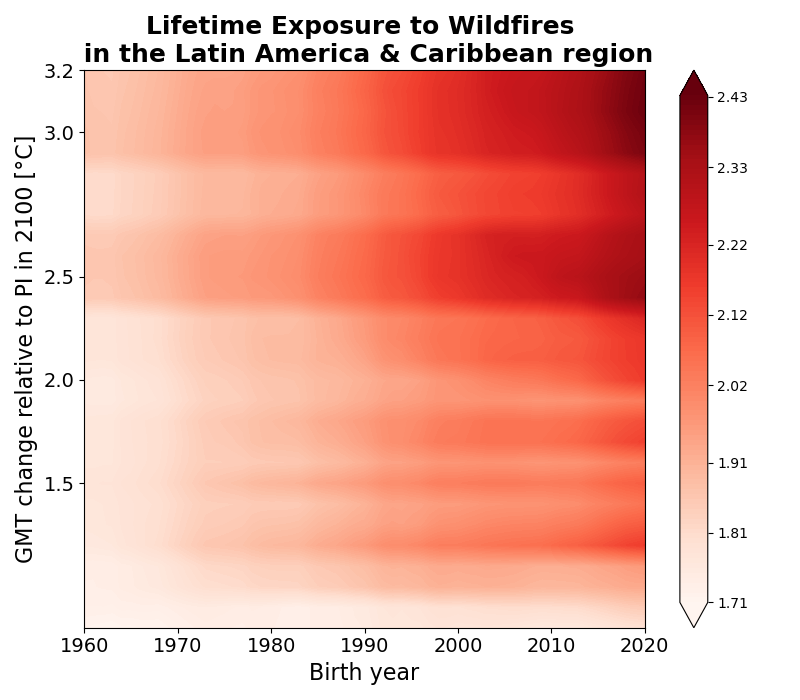 Lifetime Exposure to Wildfires
in the Latin America & Caribbean region
GMT change relative to PI in 2100 [°C]
3.2
3.0
2.5
2.0
1.5
1960 1970 1980 1990 2000 2010 2020
Birth year
2.43
2.33
2.22
2.12
2.02
1.91
1.81
1.71